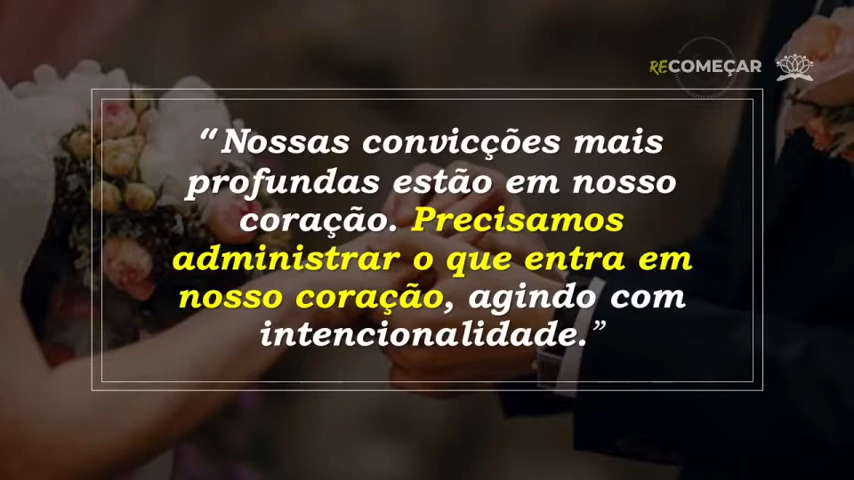 RECOMEÇAR
“Nossas convicções mais
profundas estão em nosso
coração. Precisamos
administrar o que entra em
nosso coração, agindo com
intencionalidade.”